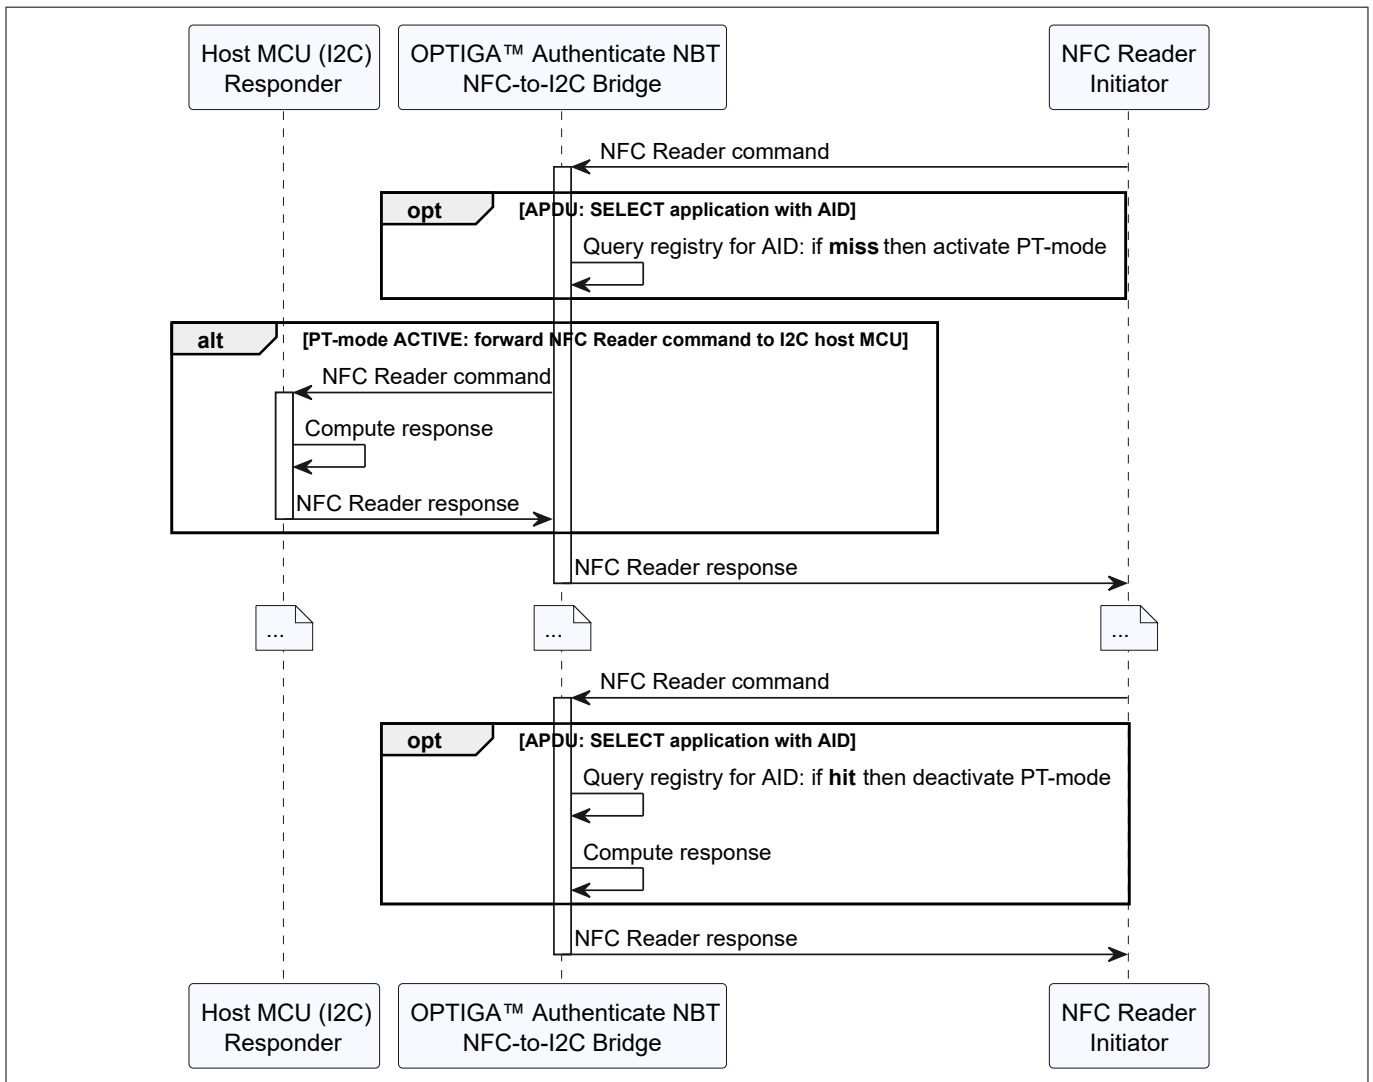 Host MCU (I2C)
Responder
OPTIGA™ Authenticate NBT
NFC-to-I2C Bridge
NFC Reader
Initiator
NFC Reader command
opt
[APDU: SELECT application with AID]
Query registry for AID: if miss then activate PT-mode
alt
[PT-mode ACTIVE: forward NFC Reader command to I2C host MCU]
NFC Reader command
Compute response
NFC Reader response
NFC Reader response
...
...
...
NFC Reader command
opt
[APDU: SELECT application with AID]
Query registry for AID: if hit then deactivate PT-mode
Compute response
NFC Reader response
Host MCU (I2C)
Responder
OPTIGA™ Authenticate NBT
NFC-to-I2C Bridge
NFC Reader
Initiator